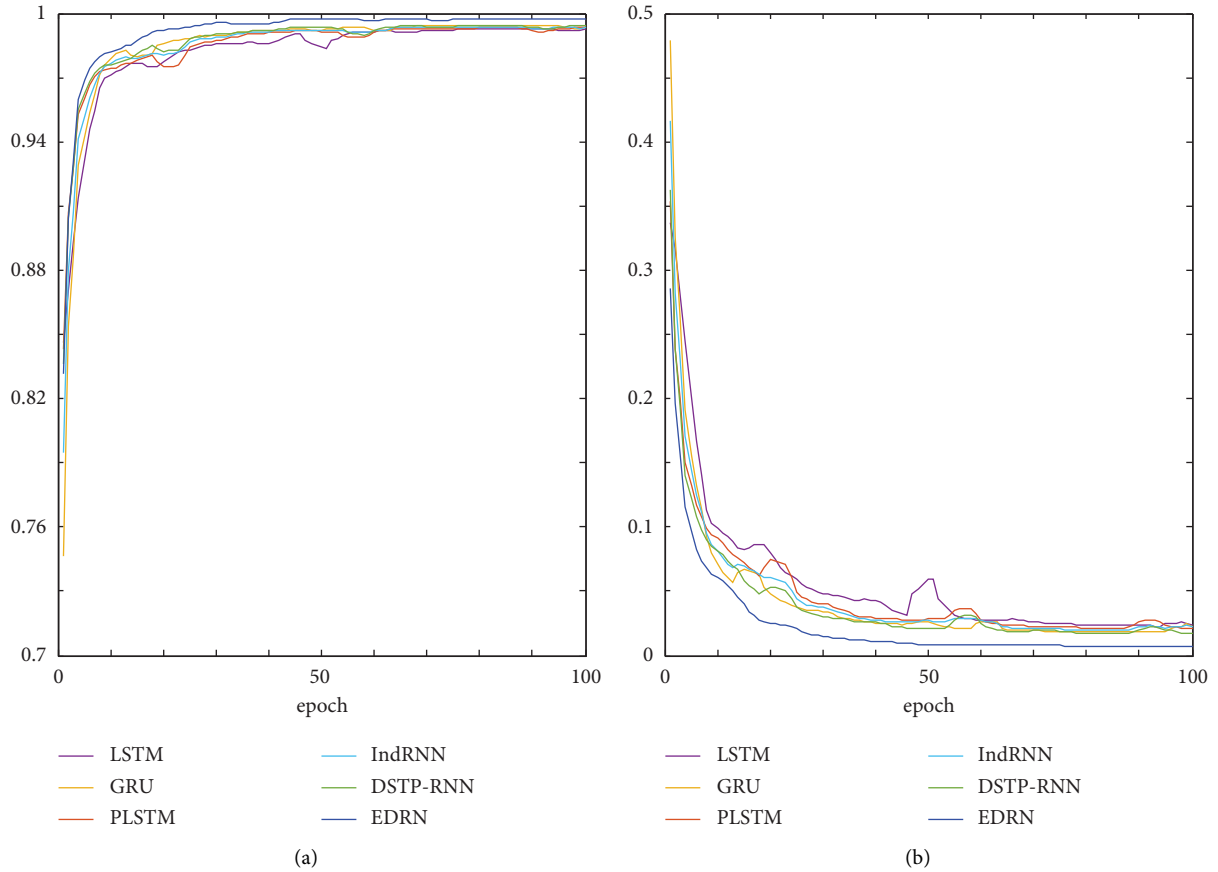 1
0.94
0.88
0.82
0.76
0.7
0 50 100
epoch
LSTM IndRNN
GRU DSTP-RNN
PLSTM EDRN
(a)
0.5
0.4
0.3
0.2
0.1
0
0 50 100
epoch
LSTM IndRNN
GRU DSTP-RNN
PLSTM EDRN
(b)